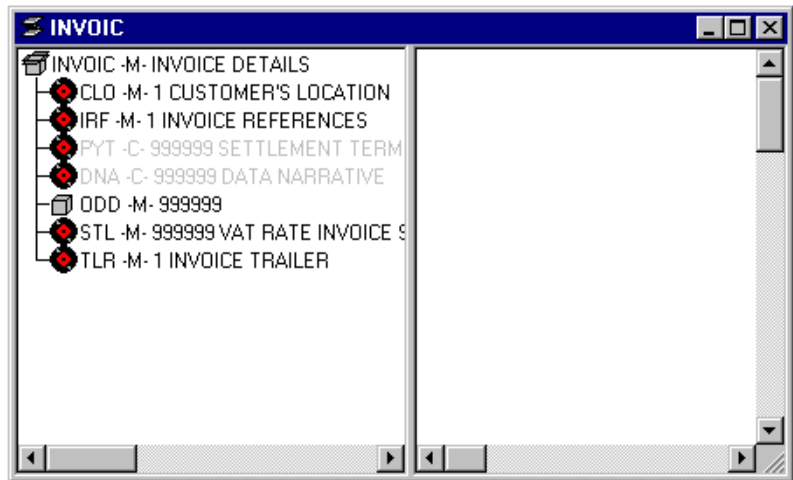 INVOIC
INVOIC -M- INVOICE DETAILS
CLO -M- 1 CUSTOMER'S LOCATION
IRF -M- 1 INVOICE REFERENCES
PYT -C- 999999 SETTLEMENT TERM
DNA -C- 999999 DATA NARRATIVE
ODD -M- 999999
STL -M- 999999 VAT RATE INVOICE S
TLR -M- 1 INVOICE TRAILER